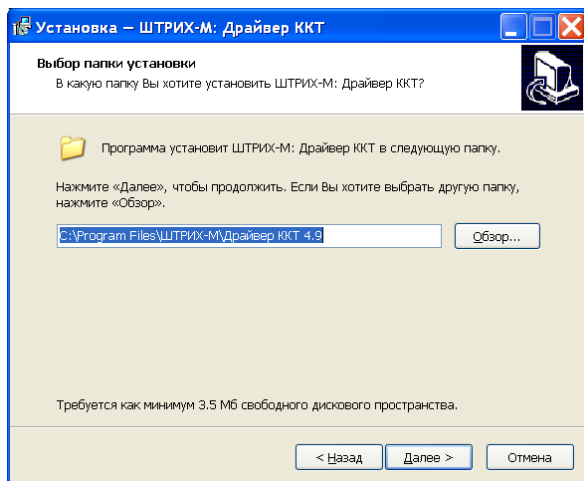 Установка — ШТРИХ-М: Драйвер ККТ
Выбор папки установки
В какую папку Вы хотите установить ШТРИХ-М: Драйвер ККТ?
Программа установит ШТРИХ-М: Драйвер ККТ в следующую папку.
Нажмите «Далее», чтобы продолжить. Если Вы хотите выбрать другую папку,
нажмите «Обзор».
C:\Program Files\ШТРИХ-М\Драйвер ККТ 4.9
Обзор...
Требуется как минимум 3.5 Мб свободного дискового пространства.
< Назад
Далее >
Отмена